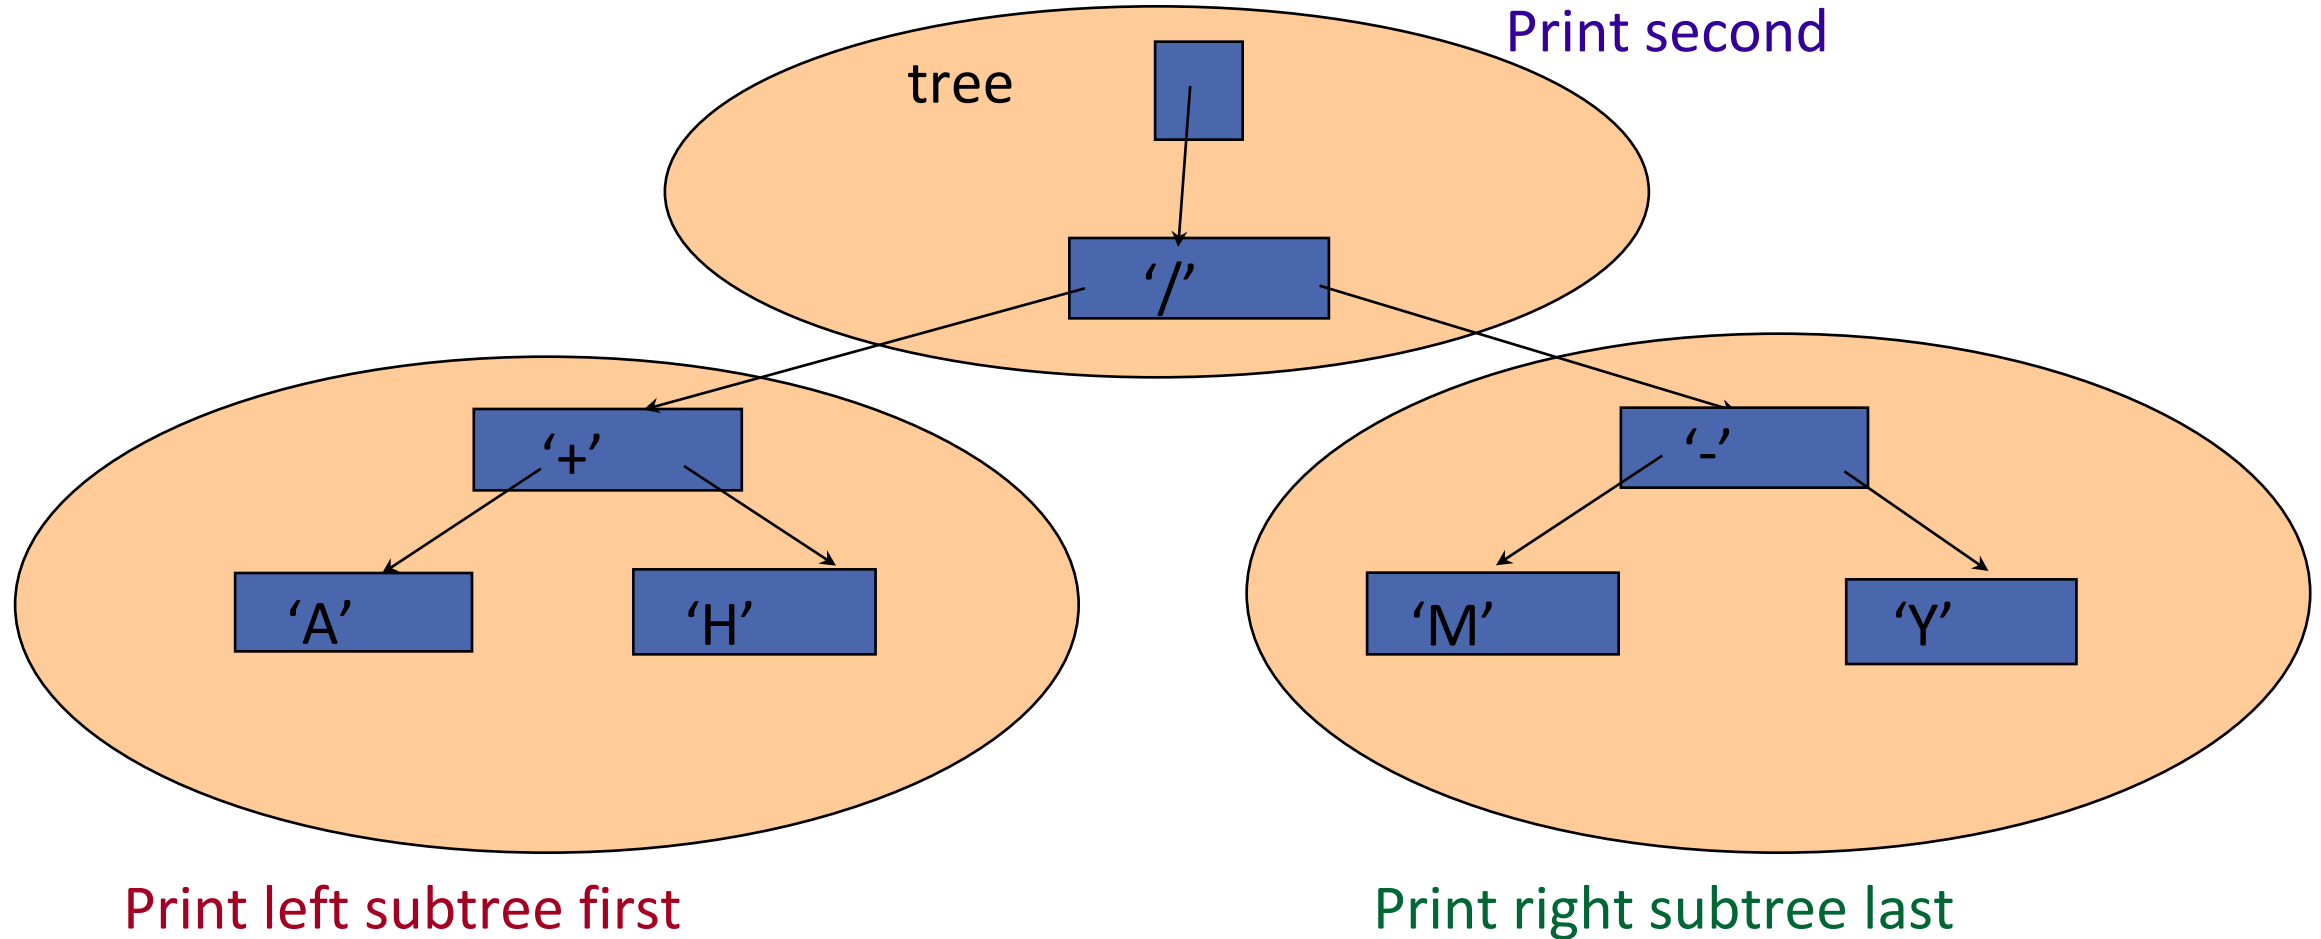 Print second
tree
‘/’
‘+’
‘-’
‘A’
‘H’
‘M’
‘Y’
Print left subtree first
Print right subtree last